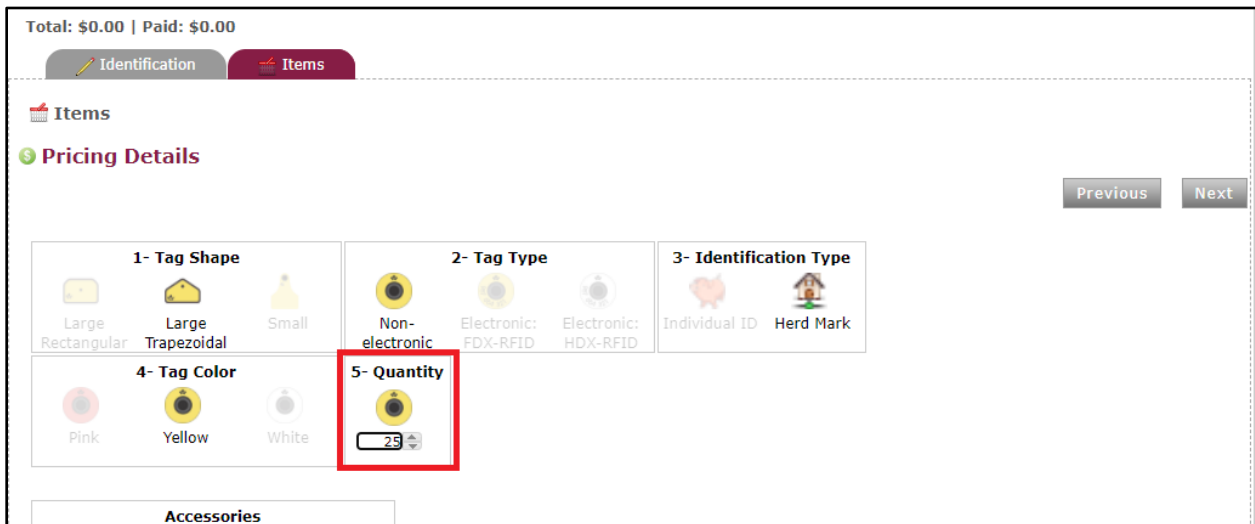 Total: $0.00 | Paid: $0.00
Identification
Items
Items
Pricing Details
Previous
Next
1- Tag Shape
Large
Rectangular
Large
Trapezoidal
Small
2- Tag Type
Non-
electronic
Electronic:
FDX-RFID
Electronic:
HDX-RFID
3- Identification Type
Individual ID
Herd Mark
4- Tag Color
Pink
Yellow
White
5- Quantity
25
Accessories